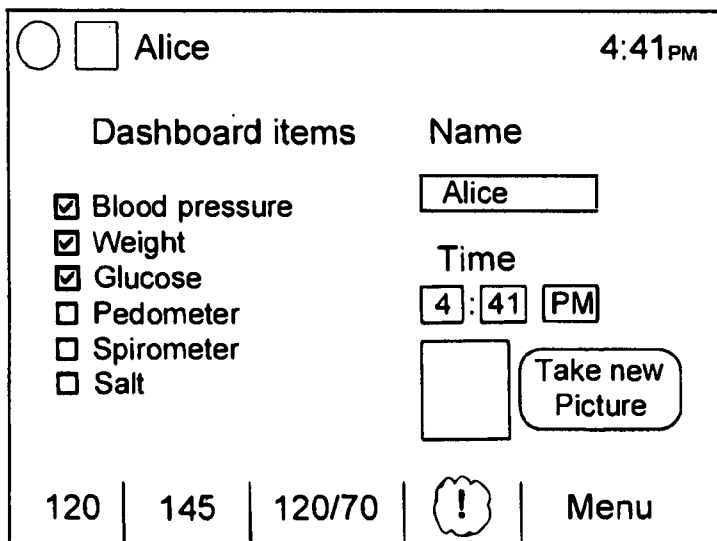 Alice 4:41PM
Dashboard items
Blood pressure
Weight
Glucose
Pedometer
Spirometer
Salt
Name
Alice
Time
4 : 41 PM
Take new
Picture
120 145 120/70 ! Menu